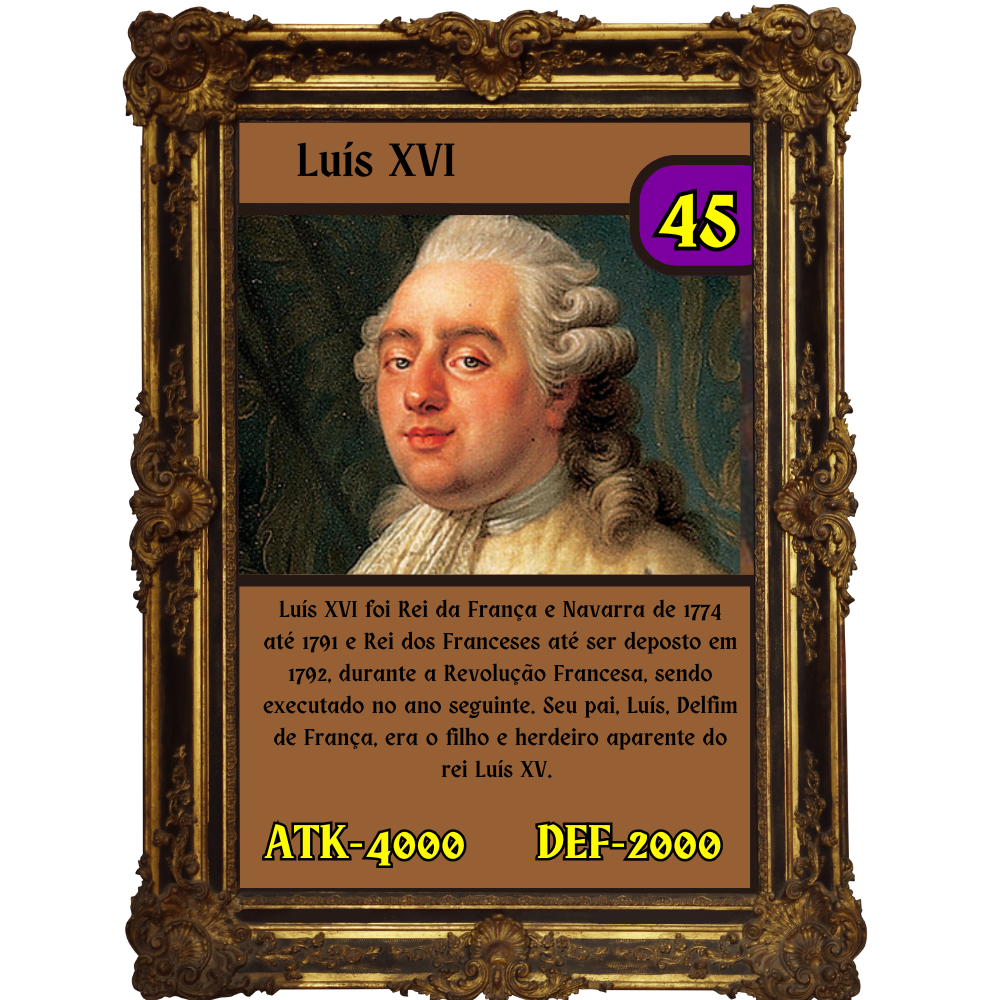 Luís XVI
45
Luís XVI foi Rei da França e Navarra de 1774
até 1791 e Rei dos Franceses até ser deposto em
1792, durante a Revolução Francesa, sendo
executado no ano seguinte. Seu pai, Luís, Delfim
de França, era o filho e herdeiro aparente do
rei Luís XV.
ATK-4000 DEF-2000